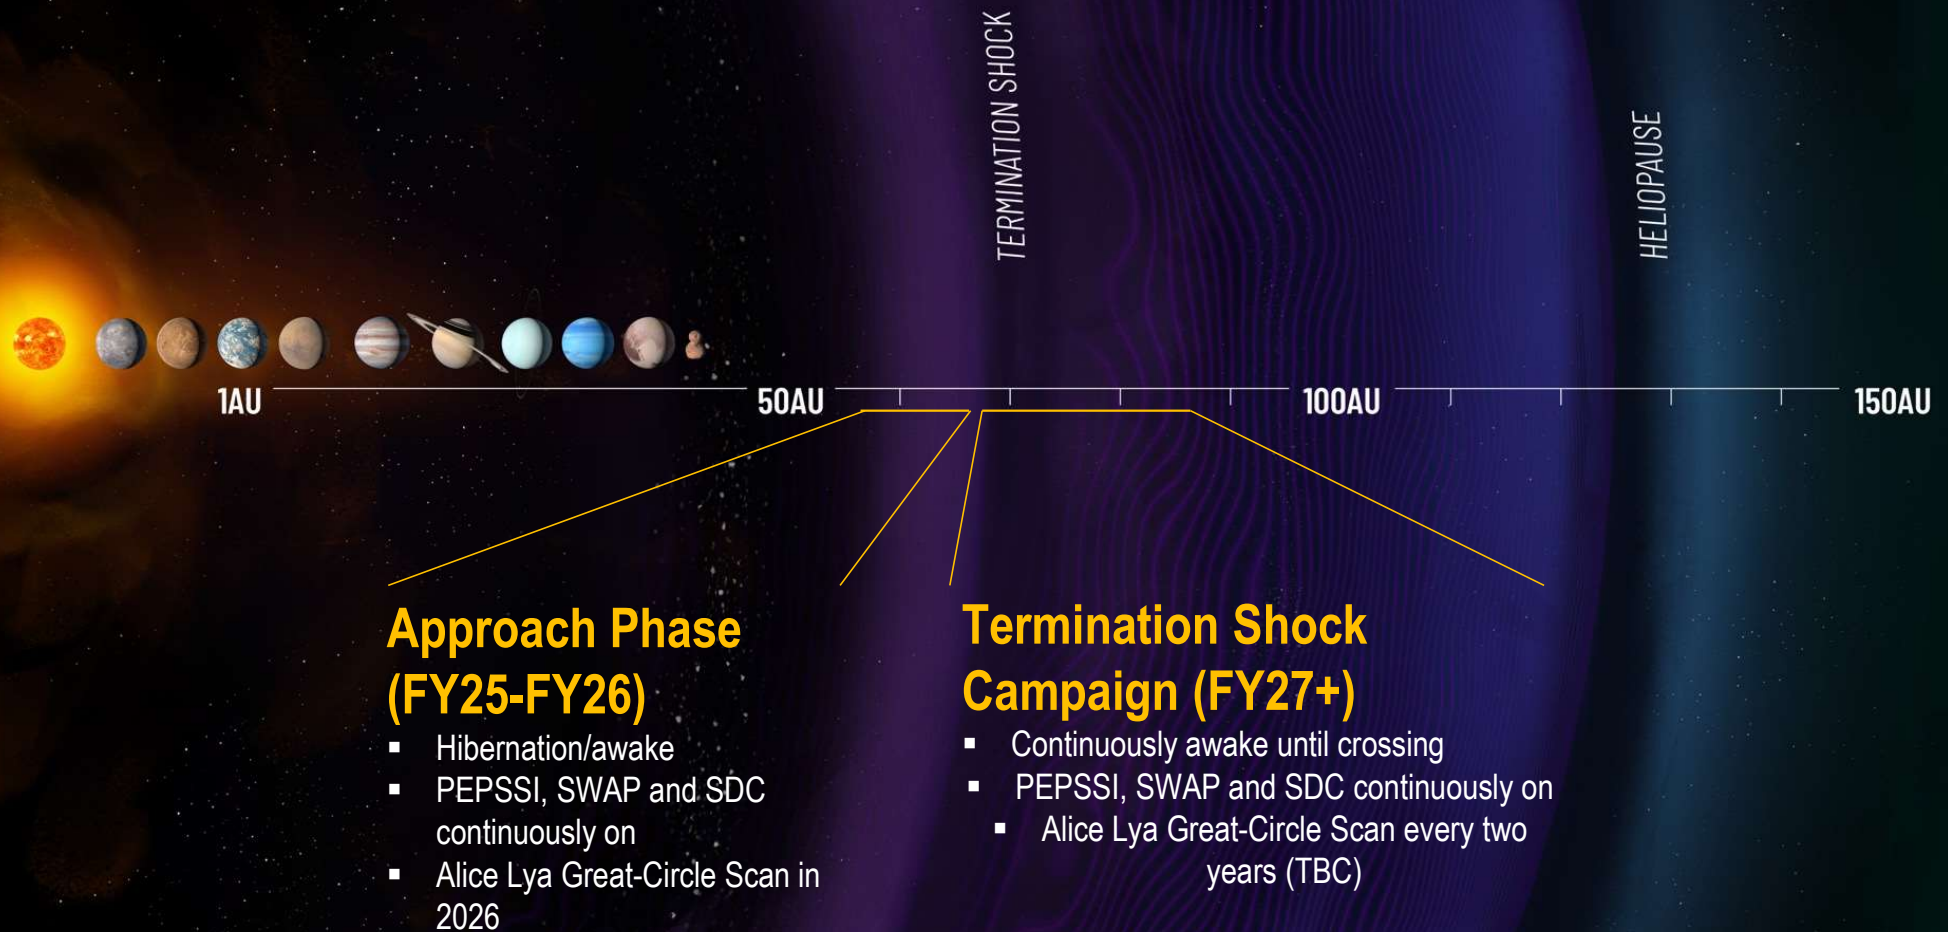 TERMINATION SHOCK
HELIOPAUSE
1AU
50AU
100AU
150AU
Approach Phase
(FY25-FY26)
▪ Hibernation/awake
▪ PEPSSI, SWAP and SDC
continuously on
▪ Alice Lya Great-Circle Scan in
2026
Termination Shock
Campaign (FY27+)
▪ Continuously awake until crossing
▪ PEPSSI, SWAP and SDC continuously on
▪ Alice Lya Great-Circle Scan every two
years (TBC)